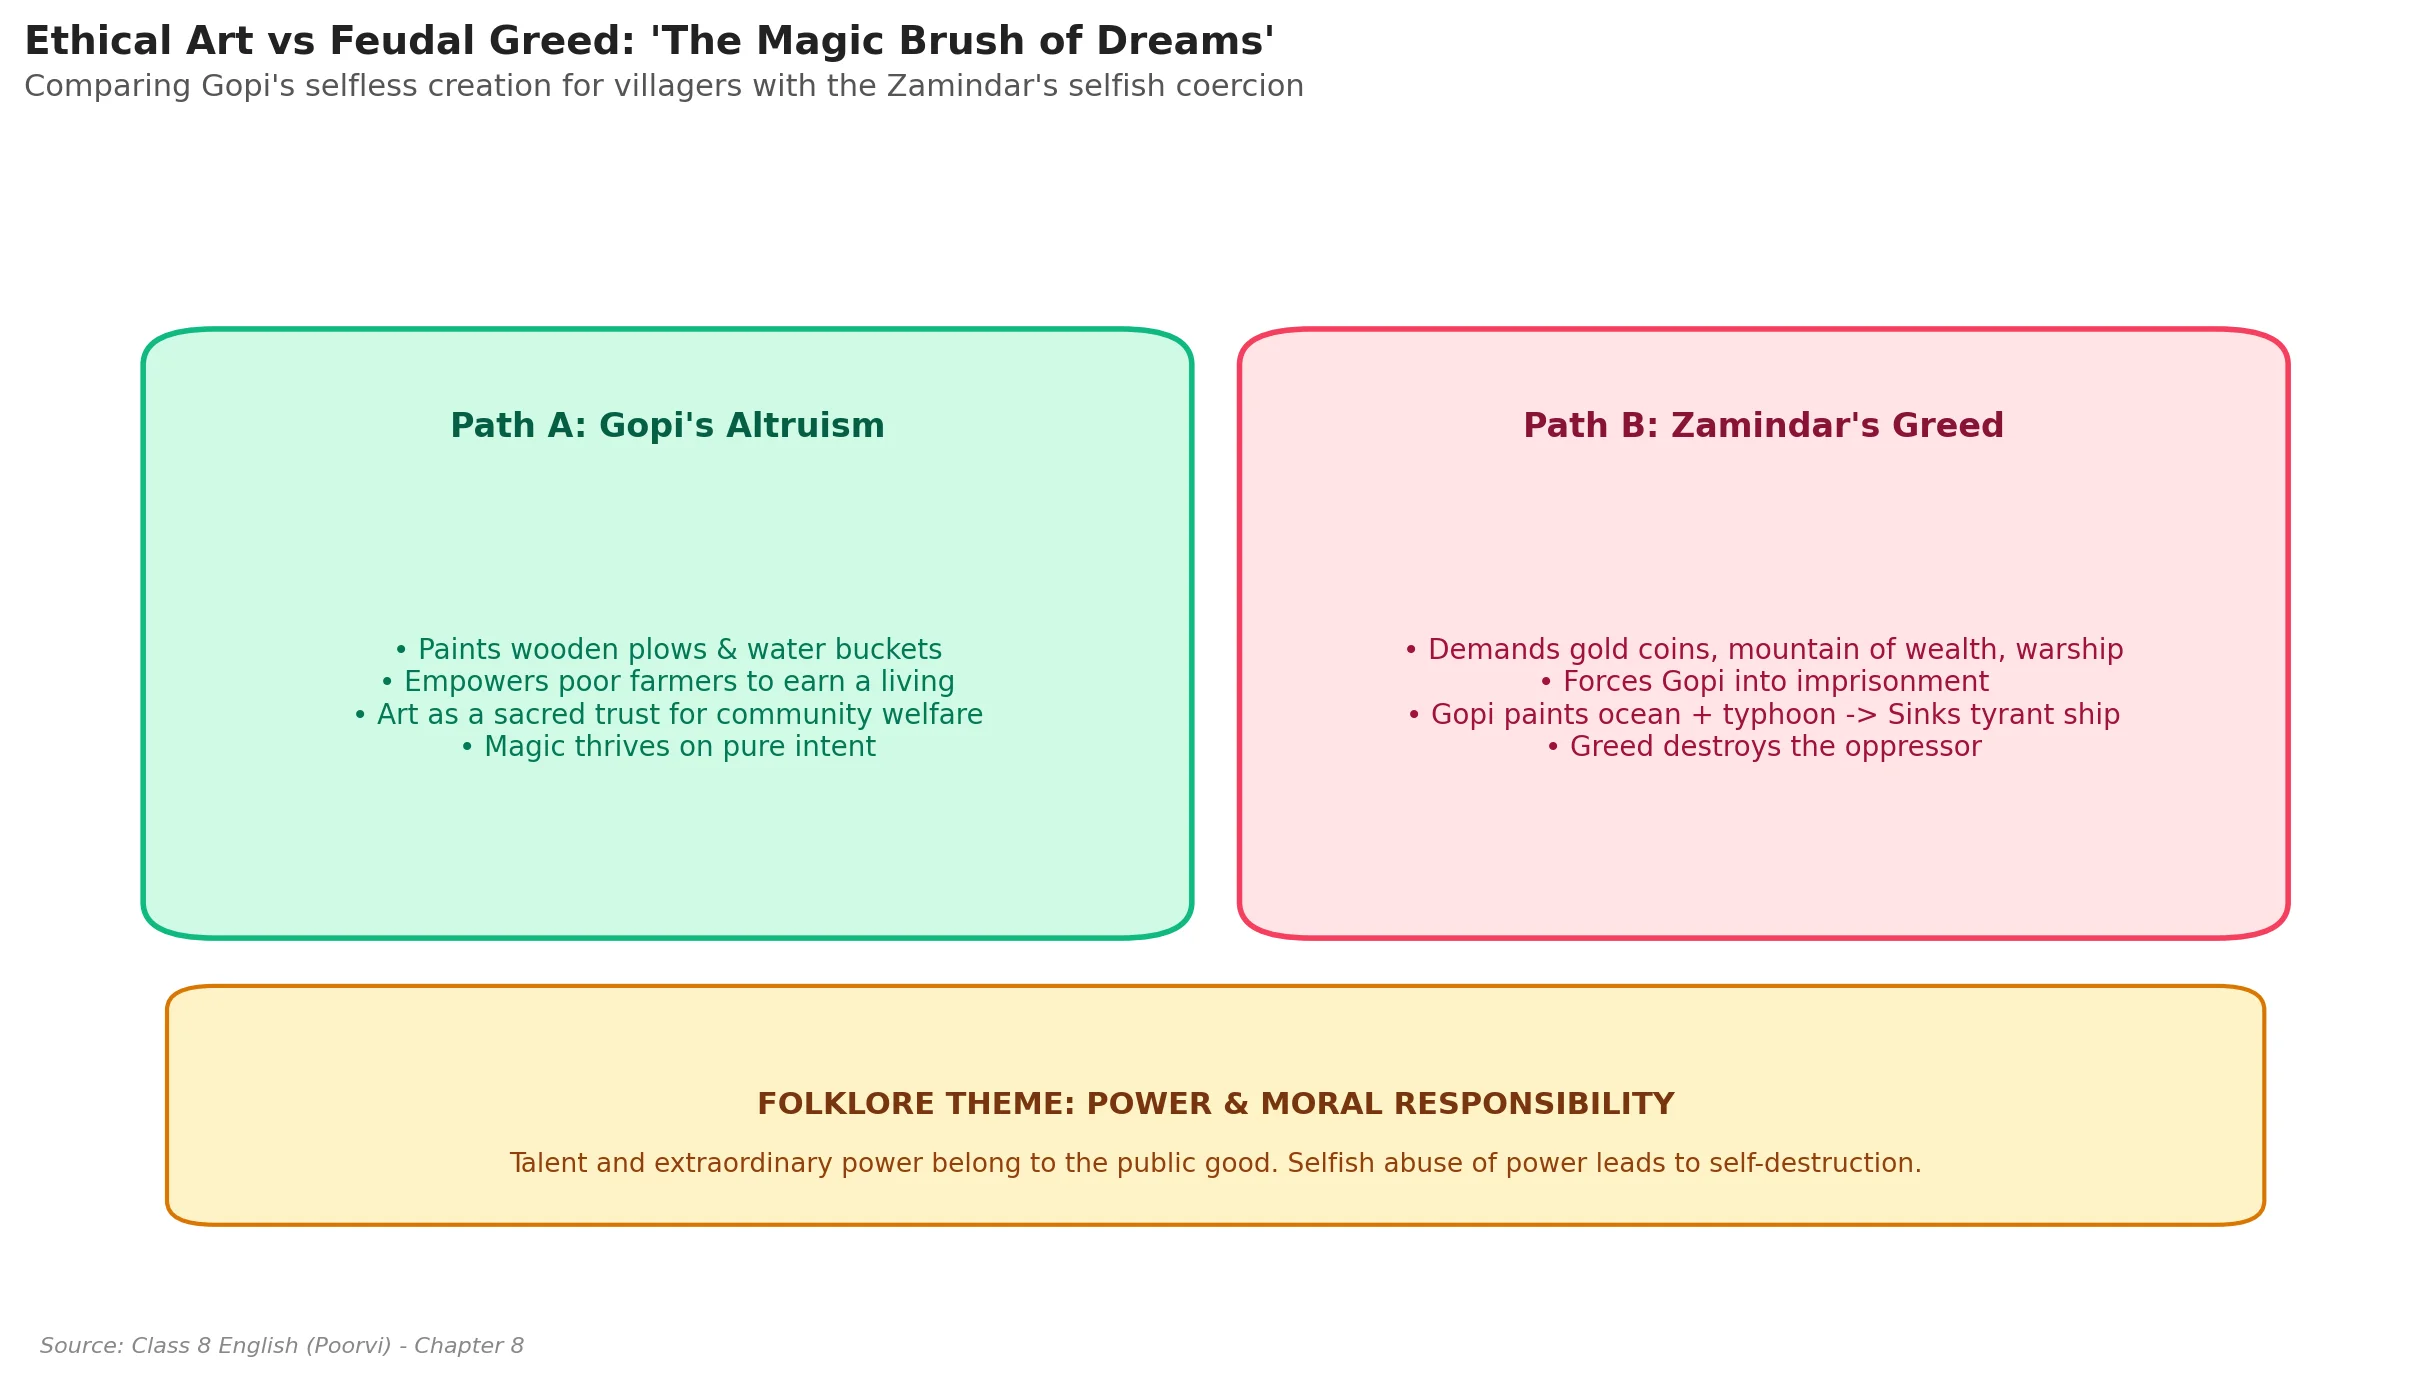 Ethical Art vs Feudal Greed: 'The Magic Brush of Dreams'
Comparing Gopi's selfless creation for villagers with the Zamindar's selfish coercion
Path A: Gopi's Altruism
• Paints wooden plows & water buckets
• Empowers poor farmers to earn a living
• Art as a sacred trust for community welfare
• Magic thrives on pure intent
Path B: Zamindar's Greed
• Demands gold coins, mountain of wealth, warship
• Forces Gopi into imprisonment
• Gopi paints ocean + typhoon -> Sinks tyrant ship
• Greed destroys the oppressor
FOLKLORE THEME: POWER & MORAL RESPONSIBILITY
Talent and extraordinary power belong to the public good. Selfish abuse of power leads to self-destruction.
Source: Class 8 English (Poorvi) - Chapter 8